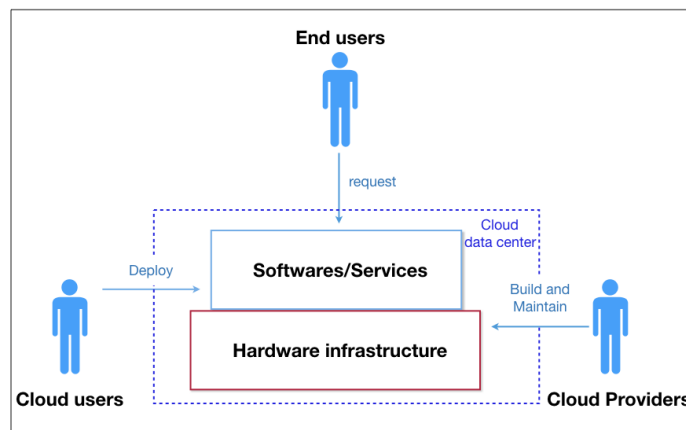 End users
request
Cloud
data center
Softwares/Services
Deploy
Build and
Maintain
Hardware infrastructure
Cloud users
Cloud Providers